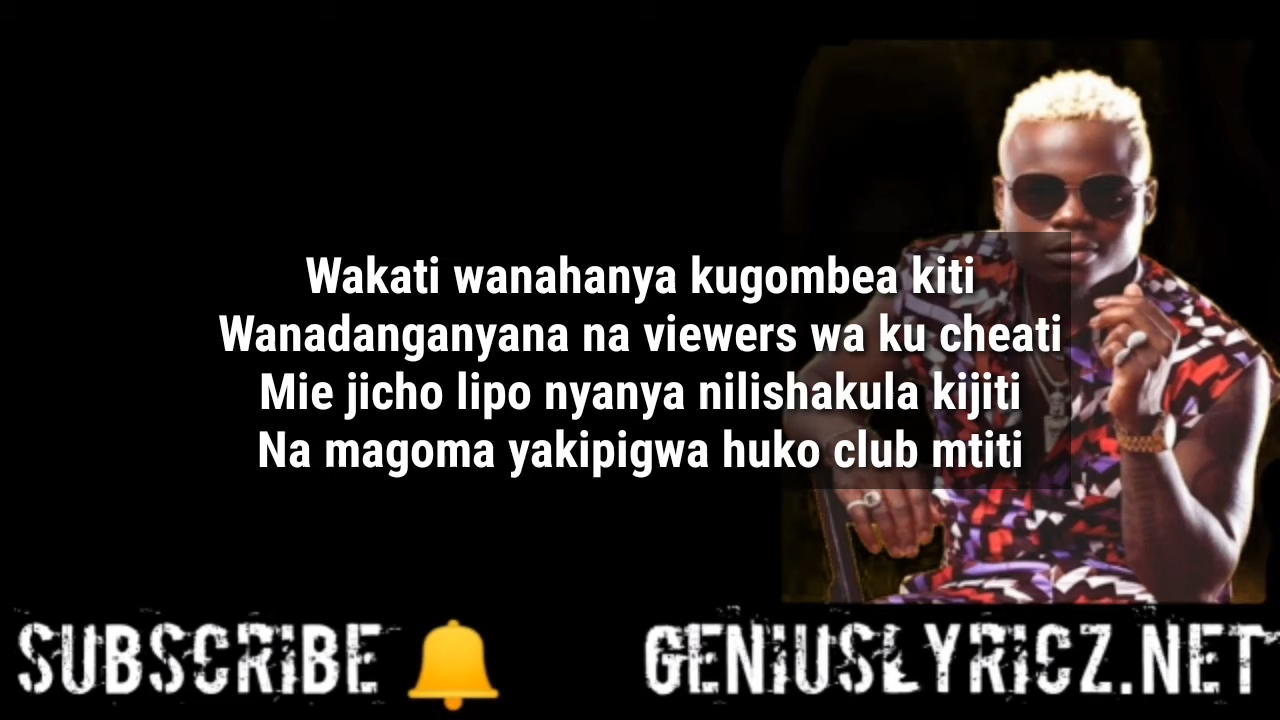 Wakati wanahanya kugombea kiti
Wanadanganyana na viewers wa ku cheati
Mie jicho lipo nyanya nilishakula kijiti
Na magoma yakipigwa huko club mtiti
SUBSCRIBE
GENIUSLYRICZ.NET